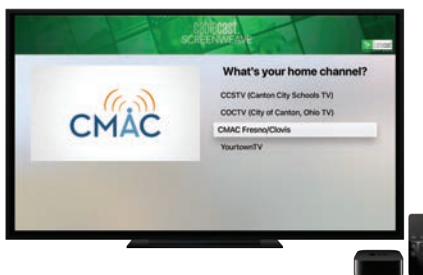 cablecast
SCREENWEAVE
What's your home channel?
CCSTV (Canton City Schools TV)
COCTV (City of Canton, Ohio TV)
CMAC Fresno/Clovis
YourtownTV
CMAC